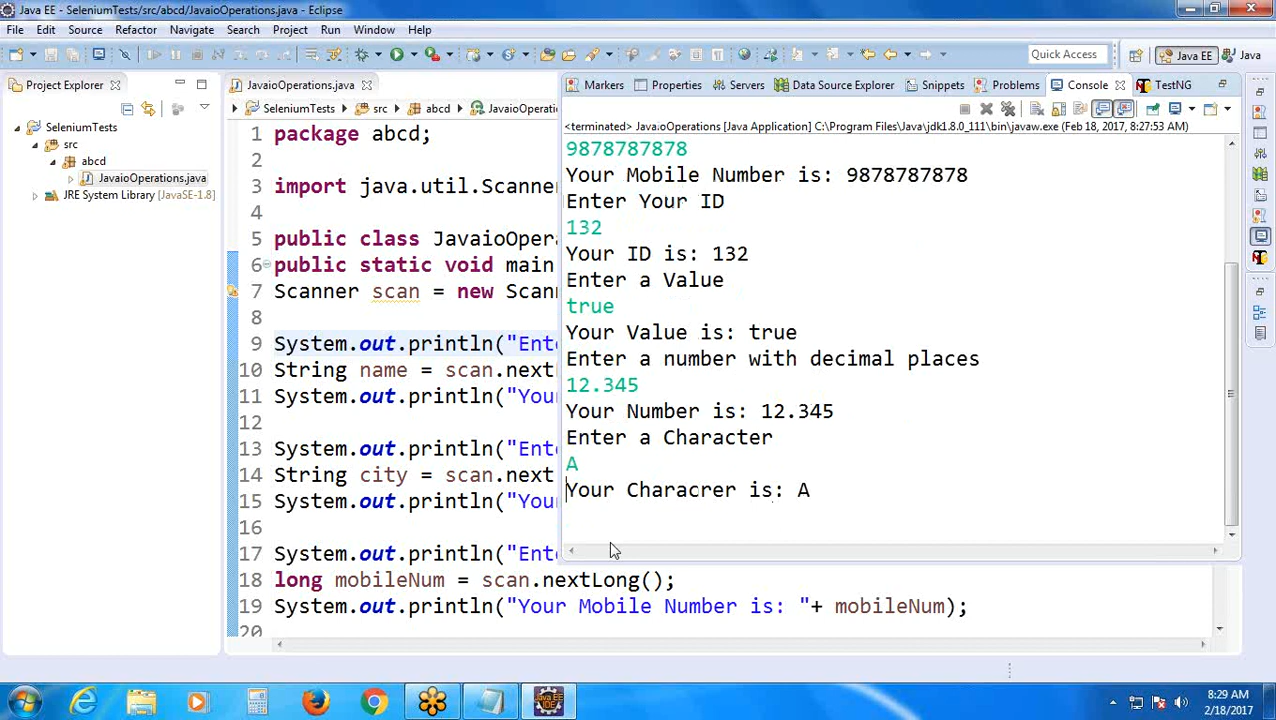 Java EE - SeleniumTests/src/abcd/JavaioOperations.java - Eclipse
File Edit Source Refactor Navigate Search Project Run Window Help
Quick Access Java EE Java
Project Explorer
SeleniumTests
src
abcd
JavaioOperations.java
JRE System Library [JavaSE-1.8]
JavaioOperations.java
SeleniumTests src abcd JavaioOperati
1 package abcd;
2
3 import java.util.Scanner
4
5 public class JavaioOper
6 public static void main
7 Scanner scan = new Scan
8
9 System.out.println("Ent
10 String name = scan.next
11 System.out.println("You
12
13 System.out.println("Ent
14 String city = scan.next
15 System.out.println("You
16
17 System.out.println("Ent
18 long mobileNum = scan.nextLong();
19 System.out.println("Your Mobile Number is: "+ mobileNum);
20
Markers Properties Servers Data Source Explorer Snippets Problems Console TestNG
<terminated> JavaioOperations [Java Application] C:\Program Files\Java\jdk1.8.0_111\bin\javaw.exe (Feb 18, 2017, 8:27:53 AM)
9878787878
Your Mobile Number is: 9878787878
Enter Your ID
132
Your ID is: 132
Enter a Value
true
Your Value is: true
Enter a number with decimal places
12.345
Your Number is: 12.345
Enter a Character
A
Your Characrer is: A
Java EE IDE
8:29 AM
2/18/2017